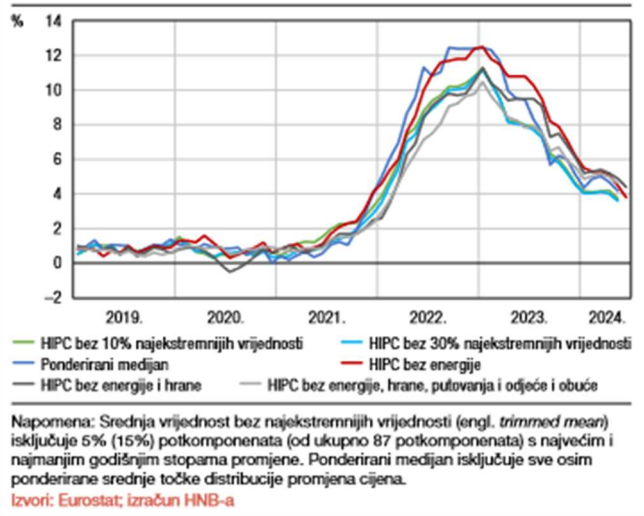 %
14
12
10
8
6
4
2
0
−2
2019. 2020. 2021. 2022. 2023. 2024.
HIPC bez 10% najekstremnijih vrijednosti HIPC bez 30% najekstremnijih vrijednosti
Ponderirani medijan HIPC bez energije
HIPC bez energije i hrane HIPC bez energije, hrane, putovanja i odjeće i obuće
Napomena: Srednja vrijednost bez najekstremnijih vrijednosti (engl. trimmed mean)
isključuje 5% (15%) potkomponenata (od ukupno 87 potkomponenata) s najvećim i
najmanjim godišnjim stopama promjene. Ponderirani medijan isključuje sve osim
ponderirane srednje točke distribucije promjena cijena.
Izvori: Eurostat; izračun HNB-a